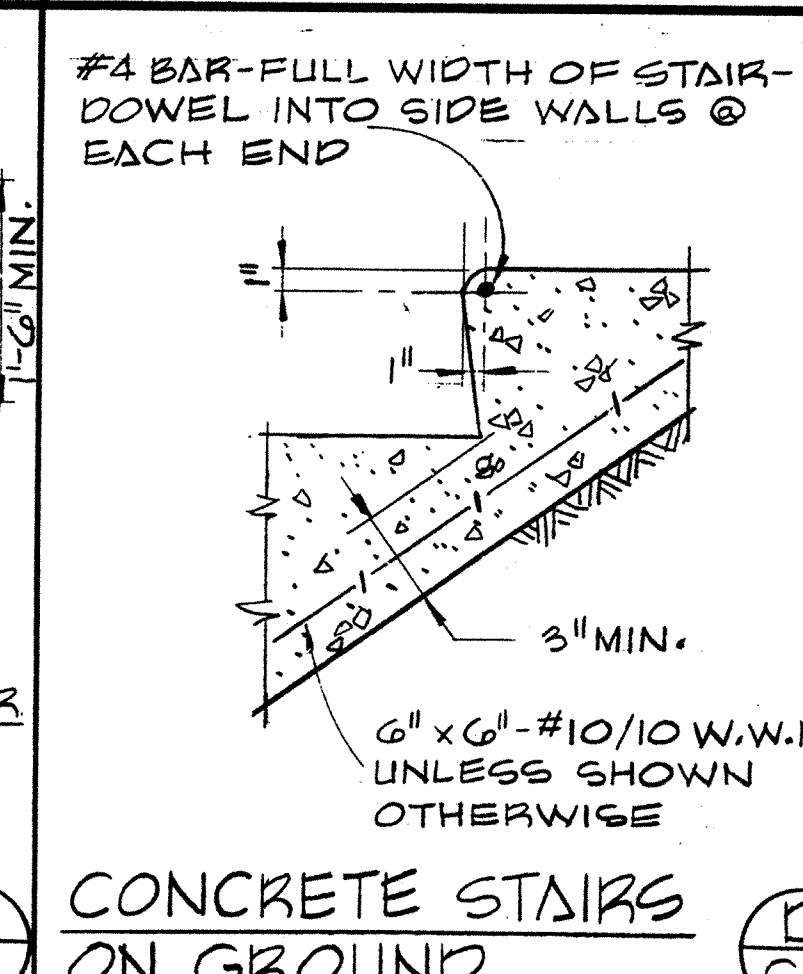 #4 BAR-FULL WIDTH OF STAIR-
DOWEL INTO SIDE WALLS @
EACH END
1'-6" MIN.
1"
1"
3" MIN.
6" x 6"-#10/10 W.W.
UNLESS SHOWN
OTHERWISE
CONCRETE STAIRS
ON GROUND